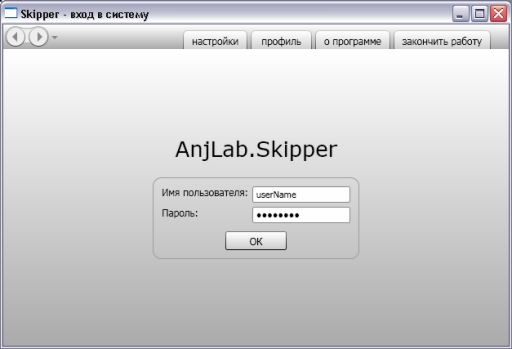 Skipper - вход в систему
настройки профиль о программе закончить работу
AnjLab.Skipper
Имя пользователя: userName
Пароль: ●●●●●●●●
OK